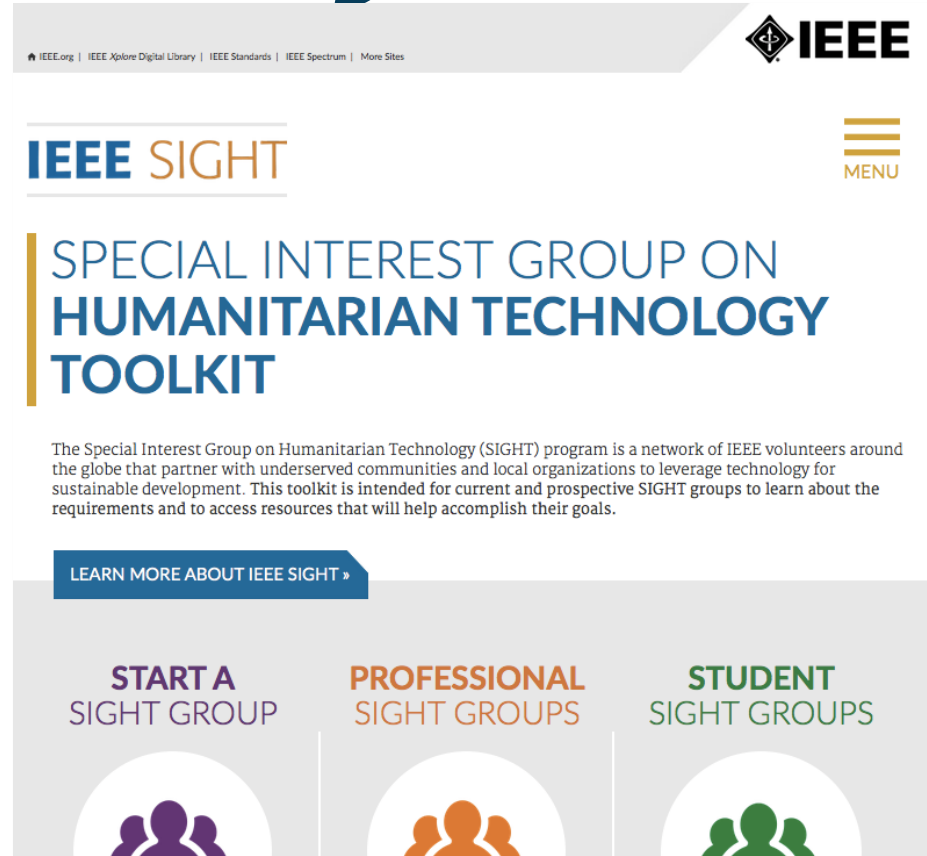 IEEE.org | IEEE Xplore Digital Library | IEEE Standards | IEEE Spectrum | More Sites
IEEE
IEEE SIGHT
MENU
SPECIAL INTEREST GROUP ON
HUMANITARIAN TECHNOLOGY
TOOLKIT
The Special Interest Group on Humanitarian Technology (SIGHT) program is a network of IEEE volunteers around
the globe that partner with underserved communities and local organizations to leverage technology for
sustainable development. This toolkit is intended for current and prospective SIGHT groups to learn about the
requirements and to access resources that will help accomplish their goals.
LEARN MORE ABOUT IEEE SIGHT »
START A
SIGHT GROUP
PROFESSIONAL
SIGHT GROUPS
STUDENT
SIGHT GROUPS